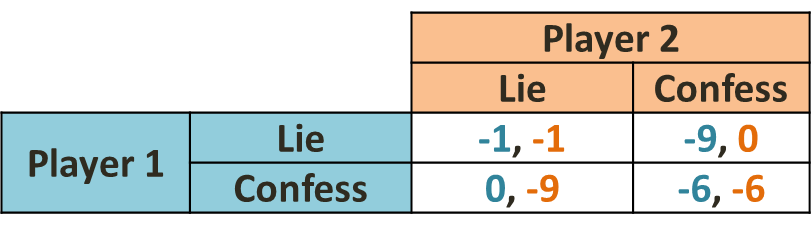 Player 2
Lie Confess
Player 1
Lie -1, -1 -9, 0
Confess 0, -9 -6, -6